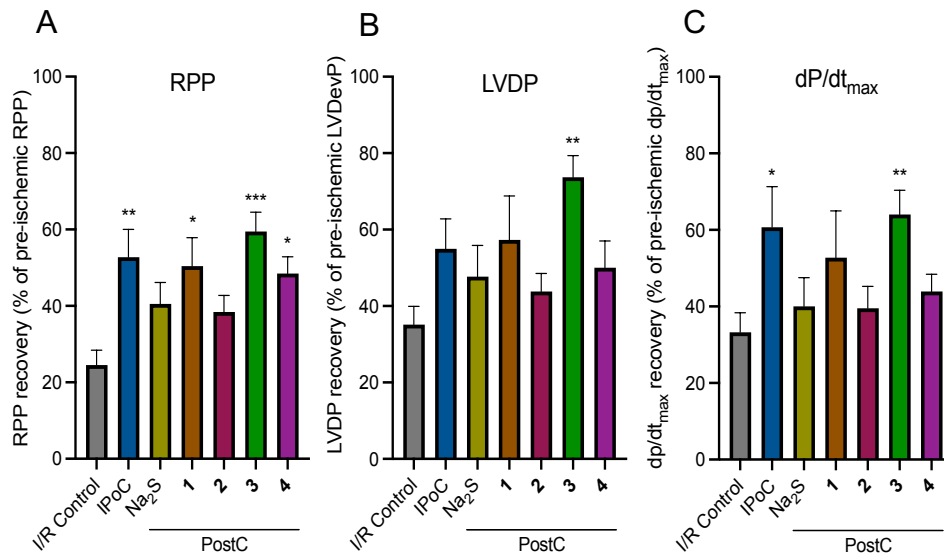 A
RPP
RPP recovery (% of pre-ischemic RPP)
100
80
60
40
20
0
**
*
***
*
I/R Control
IPoC
Na₂S
1
2
3
4
PostC
B
LVDP
LVDP recovery (% of pre-ischemic LVDevP)
100
80
60
40
20
0
**
I/R Control
IPoC
Na₂S
1
2
3
4
PostC
C
dP/dtmax
dp/dtmax recovery (% of pre-ischemic dp/dtmax)
100
80
60
40
20
0
*
**
I/R Control
IPoC
Na₂S
1
2
3
4
PostC